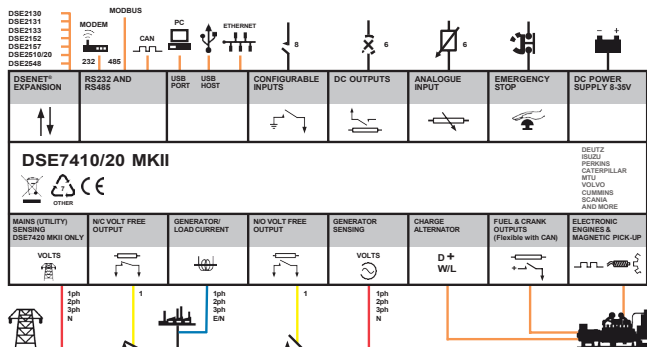 DSE2130
DSE2131
DSE2133
DSE2152
DSE2157
DSE2510/20
DSE2548
MODEM
MODBUS
CAN
PC
ETHERNET
232
485
8
6
6
DSENET®
EXPANSION
RS232 AND
RS485
USB
PORT
USB
HOST
CONFIGURABLE
INPUTS
DC OUTPUTS
ANALOGUE
INPUT
EMERGENCY
STOP
DC POWER
SUPPLY 8-35V
DSE7410/20 MKII
7
OTHER
CE
DEUTZ
ISUZU
PERKINS
CATERPILLAR
MTU
VOLVO
CUMMINS
SCANIA
AND MORE
MAINS (UTILITY)
SENSING
DSE7420 MKII ONLY
VOLTS
N/C VOLT FREE
OUTPUT
GENERATOR/
LOAD CURRENT
N/O VOLT FREE
OUTPUT
GENERATOR
SENSING
VOLTS
CHARGE
ALTERNATOR
D+
W/L
FUEL & CRANK
OUTPUTS
(Flexible with CAN)
ELECTRONIC
ENGINES &
MAGNETIC PICK-UP
1ph
2ph
3ph
N
1
1ph
2ph
3ph
E/N
1
1ph
2ph
3ph
N